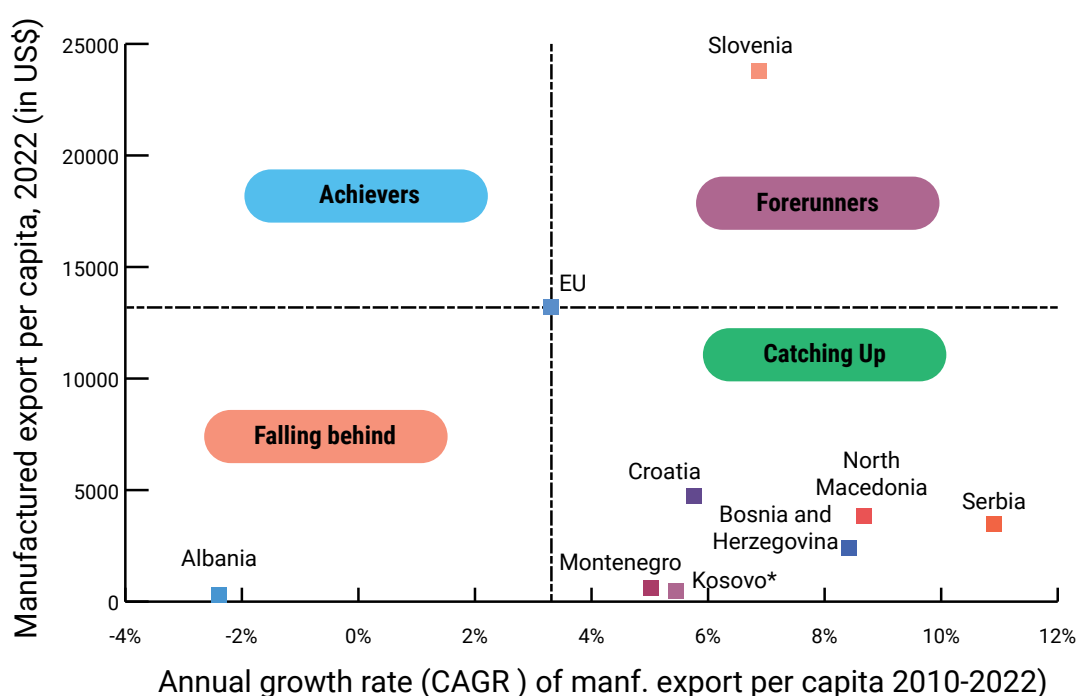 Manufactured export per capita, 2022 (in US$)
25000
20000
15000
10000
5000
0
Slovenia
Achievers
Forerunners
EU
Catching Up
Falling behind
Croatia
North
Macedonia
Serbia
Bosnia and
Herzegovina
Albania
Montenegro
Kosovo*
-4%
-2%
0%
2%
4%
6%
8%
10%
12%
Annual growth rate (CAGR ) of manf. export per capita 2010-2022)